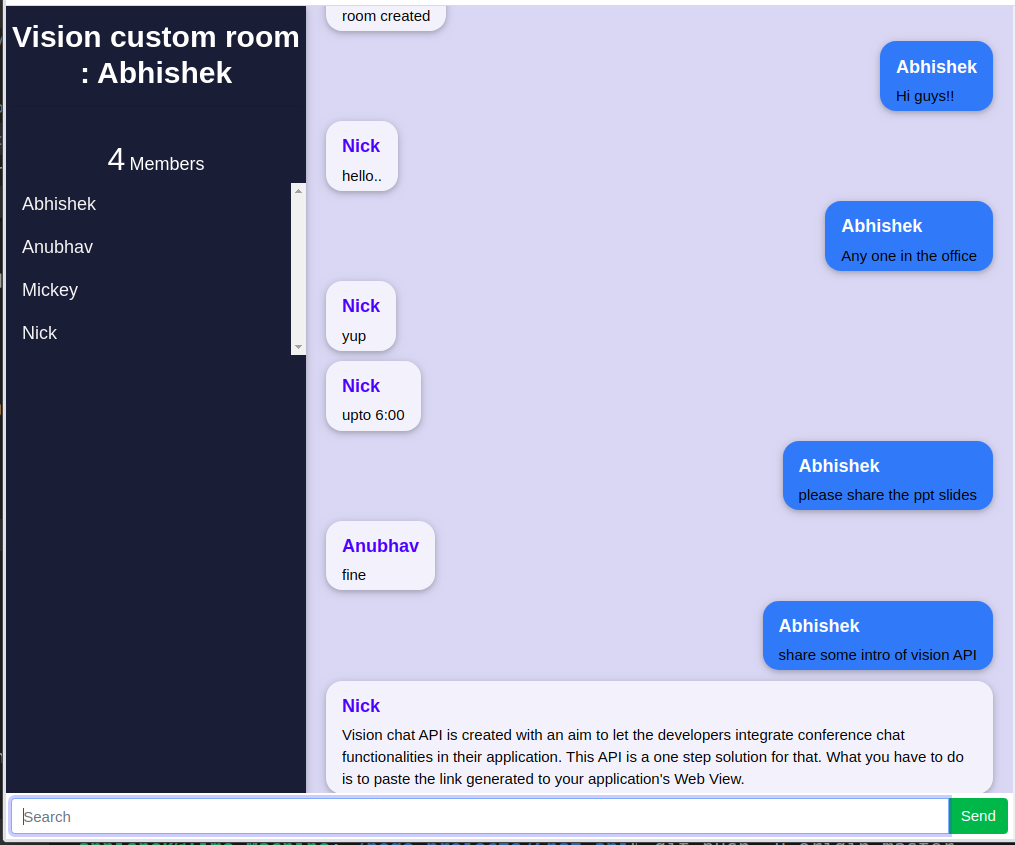 Vision custom room
: Abhishek
4 Members
Abhishek
Anubhav
Mickey
Nick
room created
Abhishek
Hi guys!!
Nick
hello..
Abhishek
Any one in the office
Nick
yup
Nick
upto 6:00
Abhishek
please share the ppt slides
Anubhav
fine
Abhishek
share some intro of vision API
Nick
Vision chat API is created with an aim to let the developers integrate conference chat
functionalities in their application. This API is a one step solution for that. What you have to do
is to paste the link generated to your application's Web View.
Search
Send